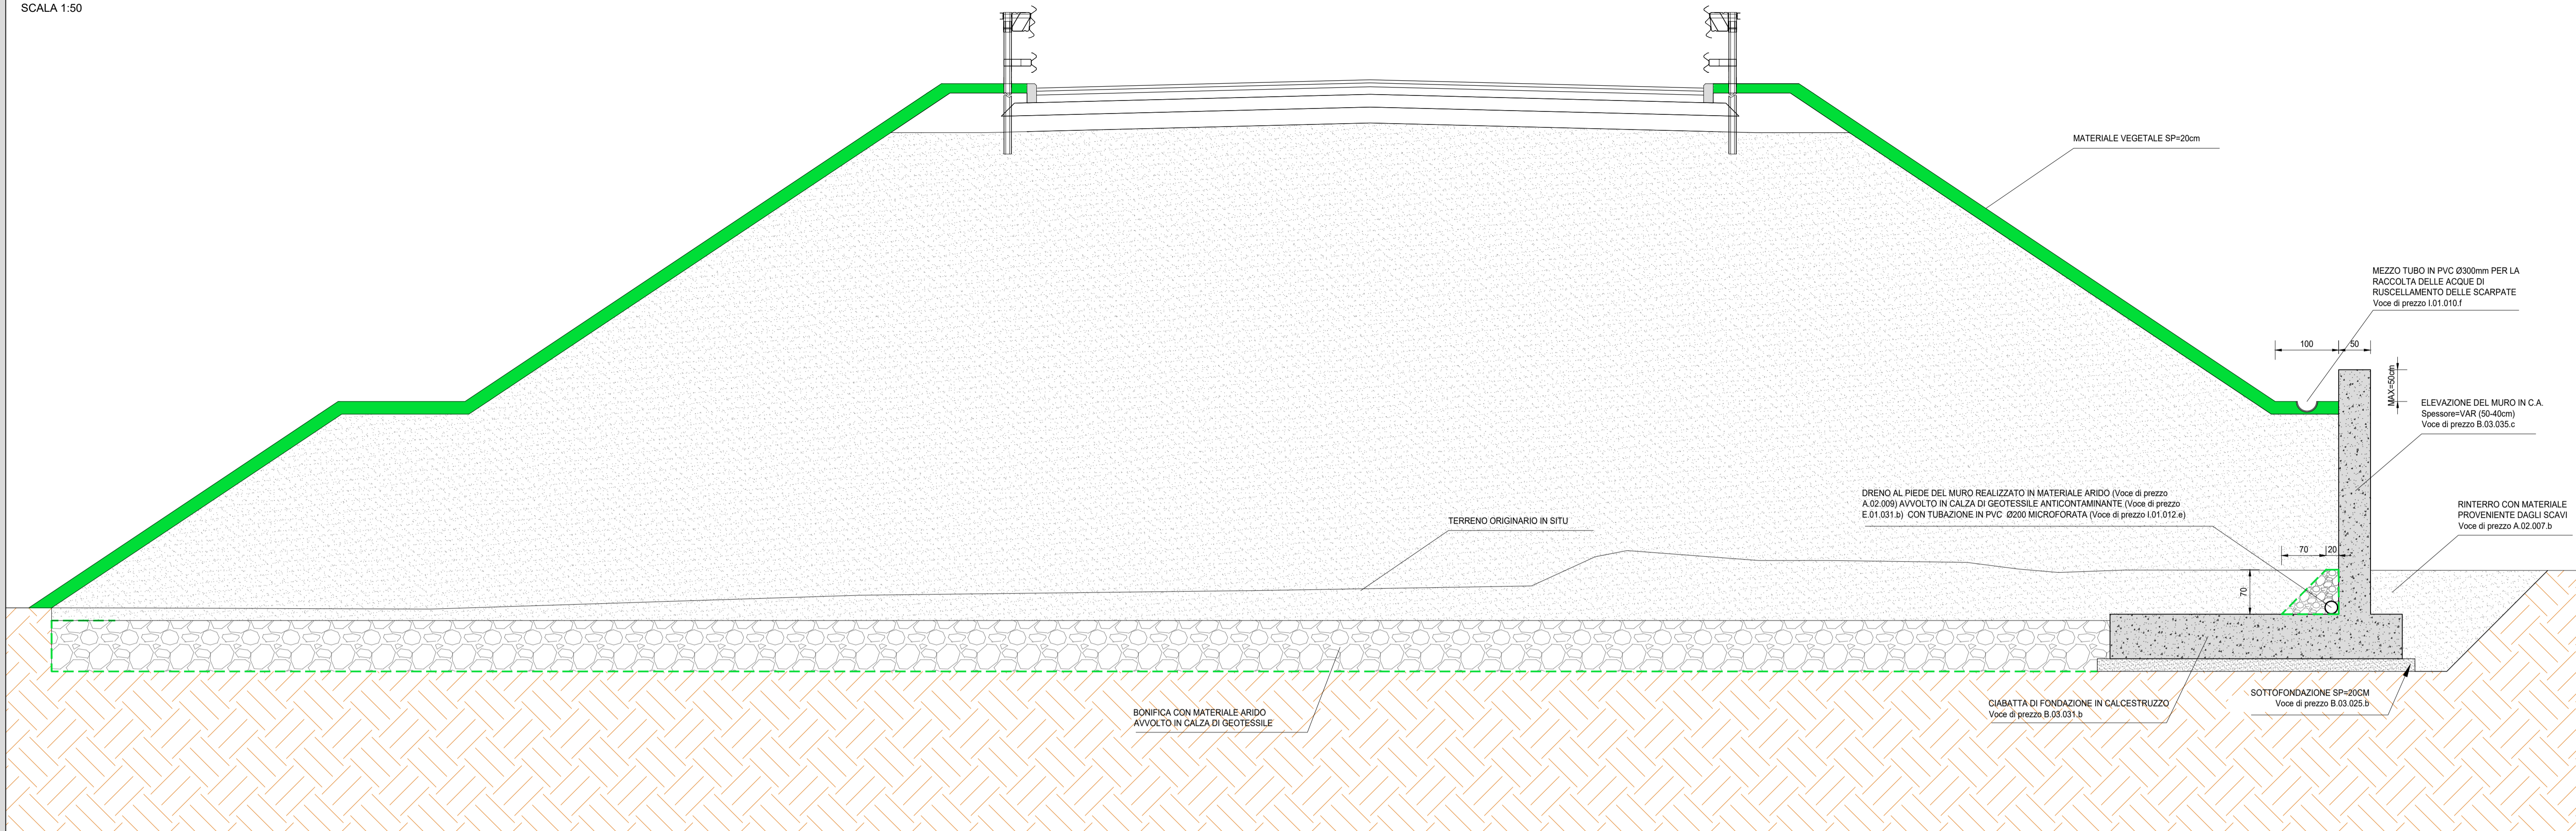 SCALA 1:50
MATERIALE VEGETALE SP=20cm
MEZZO TUBO IN PVC Ø300mm PER LA
RACCOLTA DELLE ACQUE DI
RUSCELLAMENTO DELLE SCARPATE
Voce di prezzo I.01.010.f
100
50
MAX=50cm
ELEVAZIONE DEL MURO IN C.A.
Spessore=VAR (50-40cm)
Voce di prezzo B.03.035.c
DRENO AL PIEDE DEL MURO REALIZZATO IN MATERIALE ARIDO (Voce di prezzo
A.02.009) AVVOLTO IN CALZA DI GEOTESSILE ANTICONTAMINANTE (Voce di prezzo
E.01.031.b) CON TUBAZIONE IN PVC Ø200 MICROFORATA (Voce di prezzo I.01.012.e)
RINTERRO CON MATERIALE
PROVENIENTE DAGLI SCAVI
Voce di prezzo A.02.007.b
TERRENO ORIGINARIO IN SITU
70
20
70
BONIFICA CON MATERIALE ARIDO
AVVOLTO IN CALZA DI GEOTESSILE
CIABATTA DI FONDAZIONE IN CALCESTRUZZO
Voce di prezzo B.03.031.b
SOTTOFONDAZIONE SP=20CM
Voce di prezzo B.03.025.b